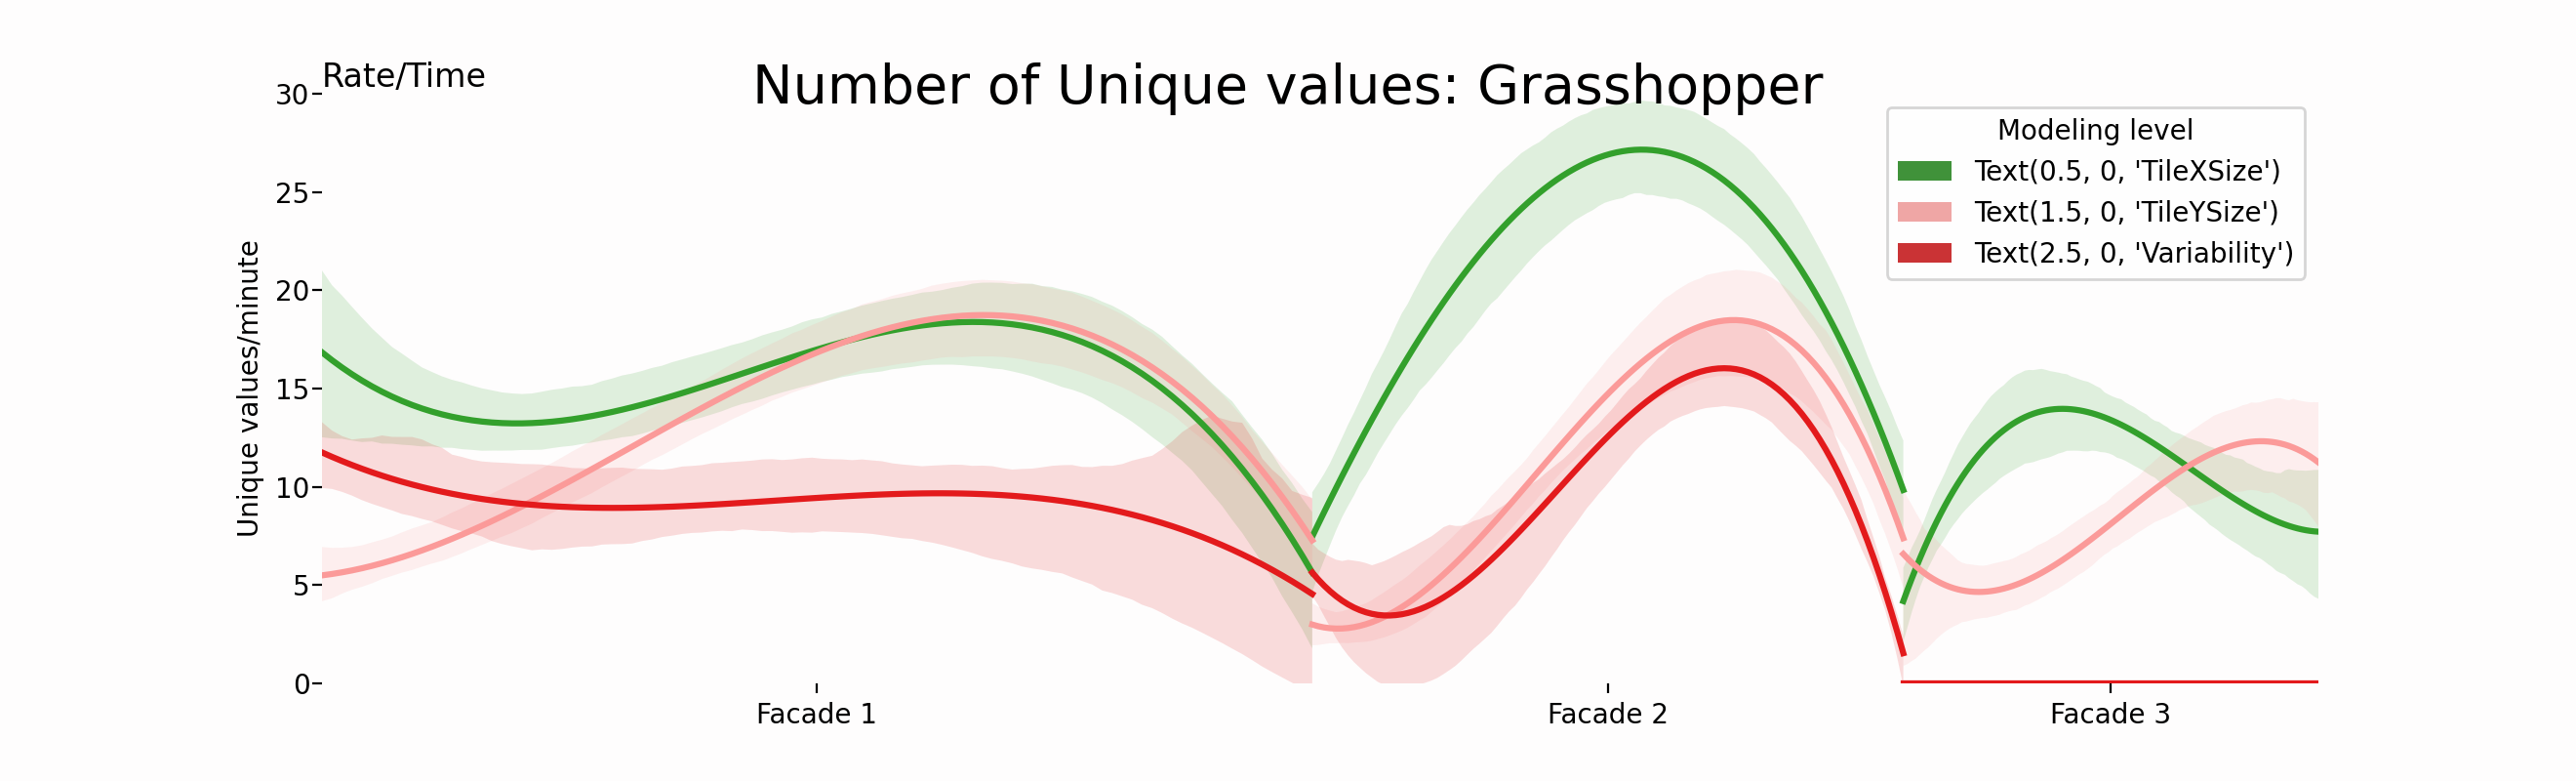 Rate/Time
Number of Unique values: Grasshopper
30
25
20
15
10
5
0
Unique values/minute
Modeling level
Text(0.5, 0, 'TileXSize')
Text(1.5, 0, 'TileYSize')
Text(2.5, 0, 'Variability')
Facade 1
Facade 2
Facade 3